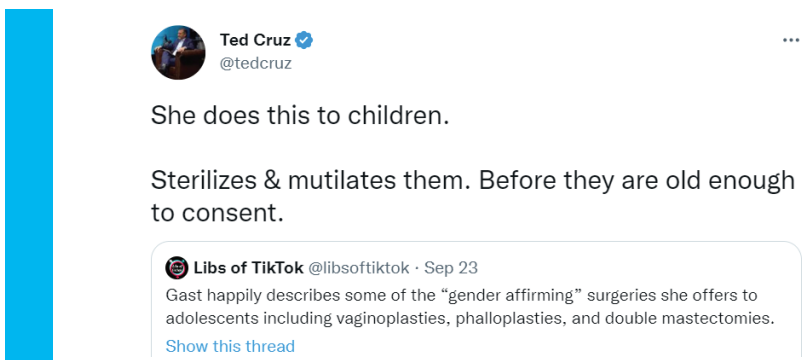 Ted Cruz
@tedcruz
She does this to children.
Sterilizes & mutilates them. Before they are old enough
to consent.
Libs of TikTok @libsoftiktok · Sep 23
Gast happily describes some of the “gender affirming” surgeries she offers to
adolescents including vaginoplasties, phalloplasties, and double mastectomies.
Show this thread